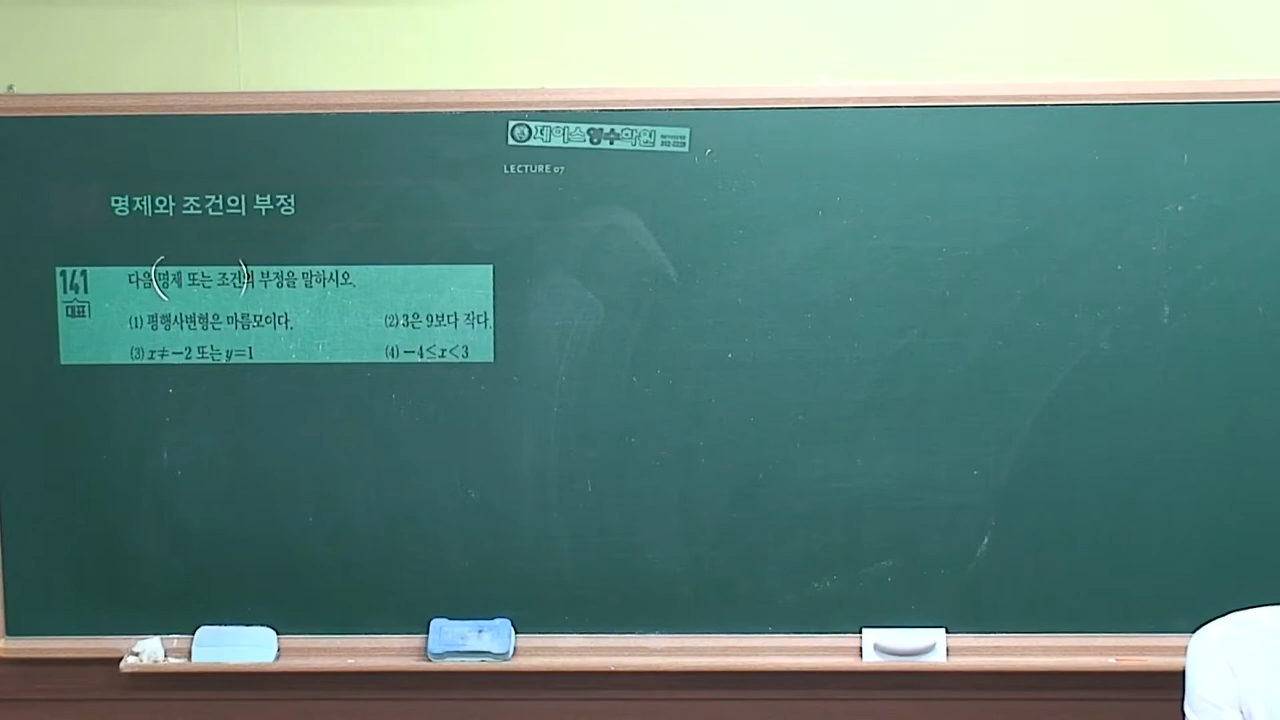 제이스영수학원
LECTURE 07
명제와 조건의 부정
141
대표
다음 명제 또는 조건의 부정을 말하시오.
(1) 평행사변형은 마름모이다.
(2) 3은 9보다 작다.
(3) x≠−2 또는 y=1
(4) −4≤x<3